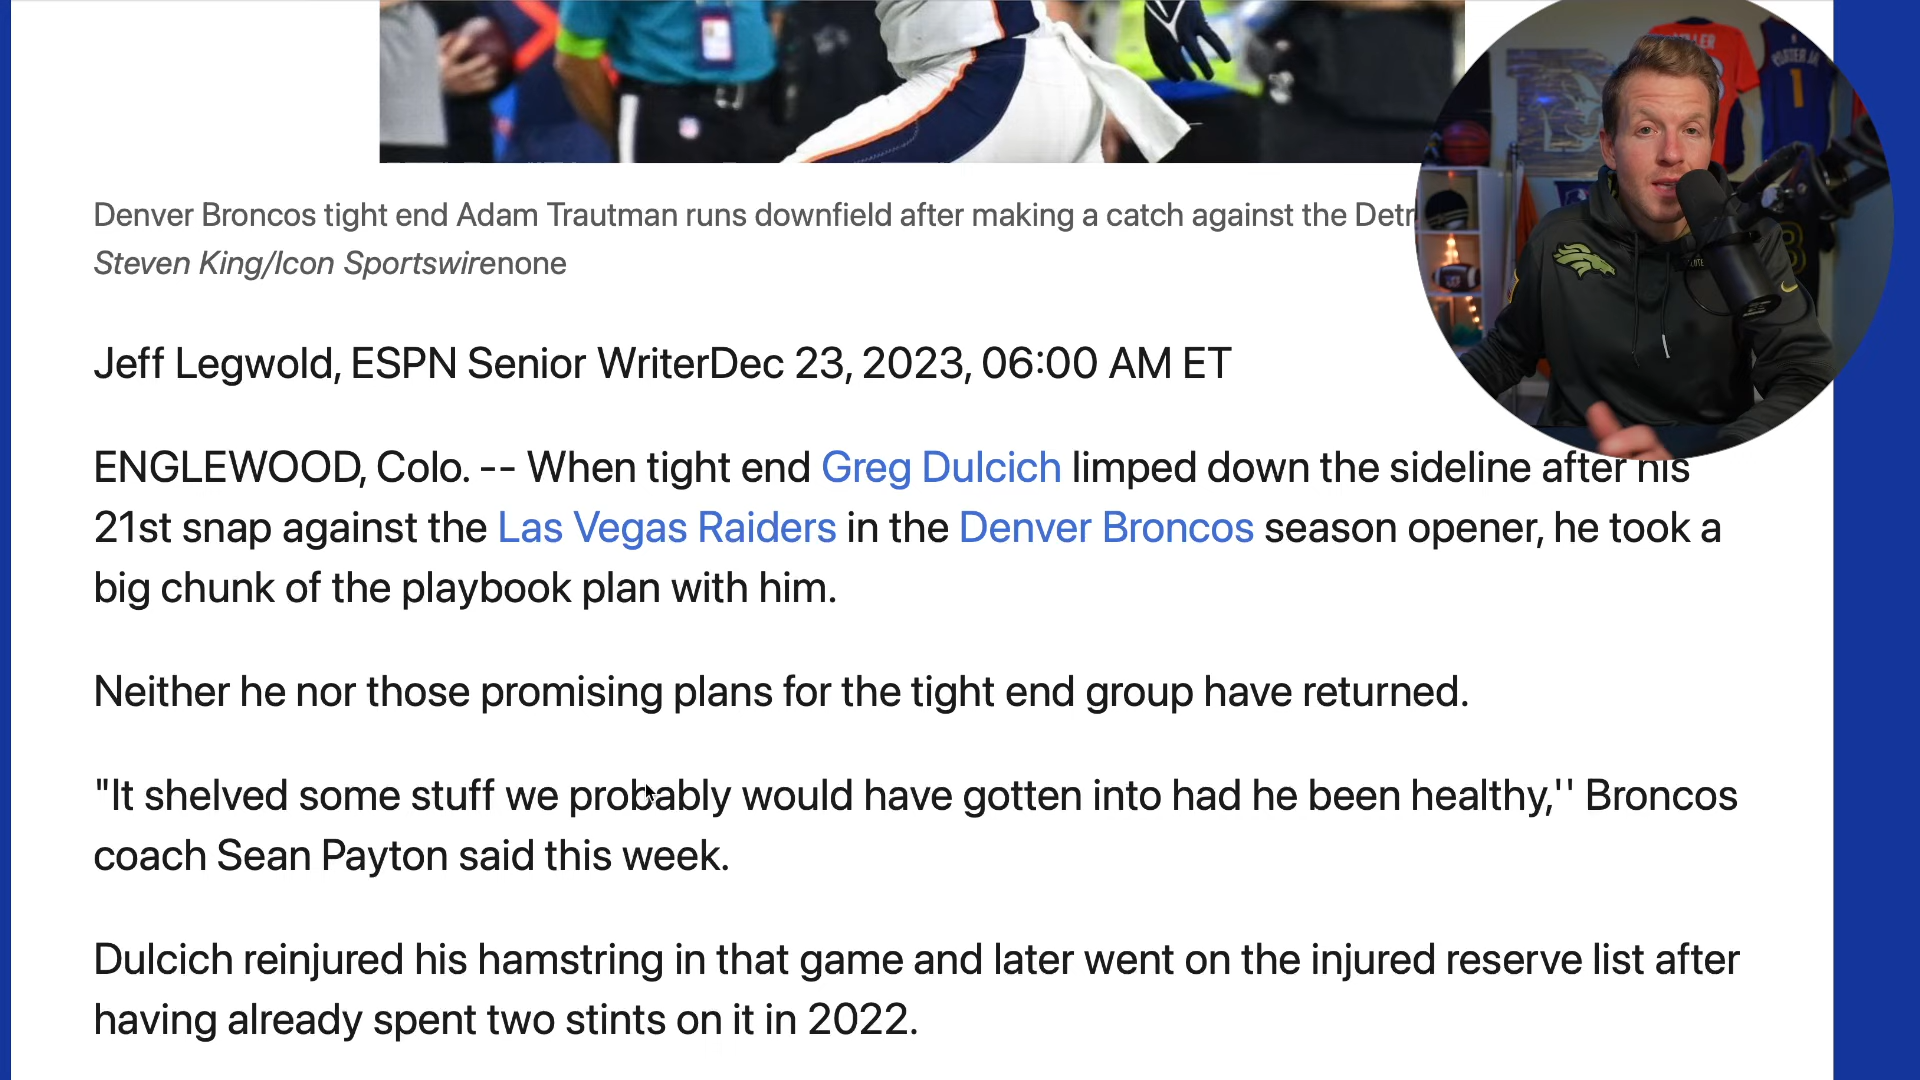 Denver Broncos tight end Adam Trautman runs downfield after making a catch against the Detr
Steven King/Icon Sportswirenone
Jeff Legwold, ESPN Senior WriterDec 23, 2023, 06:00 AM ET
ENGLEWOOD, Colo. -- When tight end Greg Dulcich limped down the sideline after his
21st snap against the Las Vegas Raiders in the Denver Broncos season opener, he took a
big chunk of the playbook plan with him.
Neither he nor those promising plans for the tight end group have returned.
"It shelved some stuff we probably would have gotten into had he been healthy,'' Broncos
coach Sean Payton said this week.
Dulcich reinjured his hamstring in that game and later went on the injured reserve list after
having already spent two stints on it in 2022.